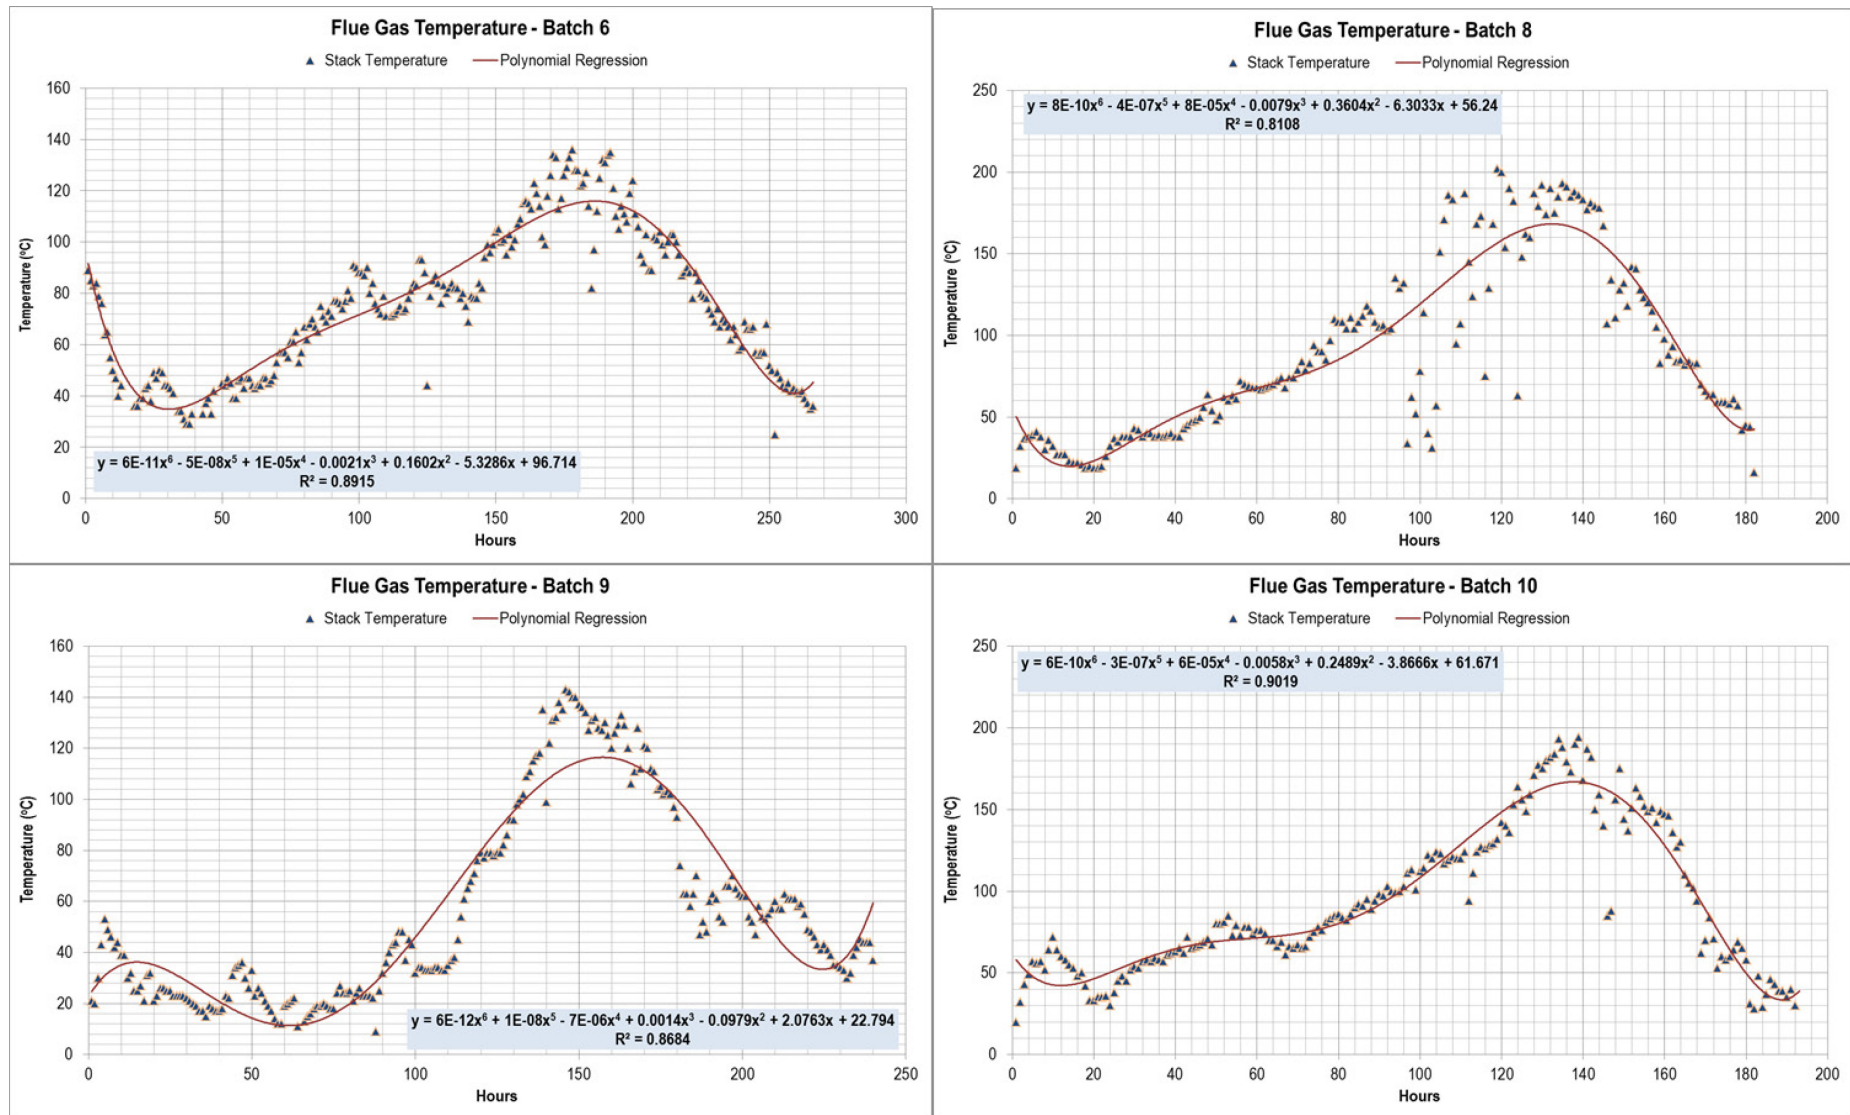 Flue Gas Temperature - Batch 6
Stack Temperature
Polynomial Regression
Temperature (ºC)
160
140
120
100
80
60
40
20
0
y = 6E-11x⁶ - 5E-08x⁵ + 1E-05x⁴ - 0.0021x³ + 0.1602x² - 5.3286x + 96.714
R² = 0.8915
0 50 100 150 200 250 300
Hours
Flue Gas Temperature - Batch 8
Stack Temperature
Polynomial Regression
Temperature (ºC)
250
200
150
100
50
0
y = 8E-10x⁶ - 4E-07x⁵ + 8E-05x⁴ - 0.0079x³ + 0.3604x² - 6.3033x + 56.24
R² = 0.8108
0 20 40 60 80 100 120 140 160 180 200
Hours
Flue Gas Temperature - Batch 9
Stack Temperature
Polynomial Regression
Temperature (ºC)
160
140
120
100
80
60
40
20
0
y = 6E-12x⁶ + 1E-08x⁵ - 7E-06x⁴ + 0.0014x³ - 0.0979x² + 2.0763x + 22.794
R² = 0.8684
0 50 100 150 200 250
Hours
Flue Gas Temperature - Batch 10
Stack Temperature
Polynomial Regression
Temperature (ºC)
250
200
150
100
50
0
y = 6E-10x⁶ - 3E-07x⁵ + 6E-05x⁴ - 0.0058x³ + 0.2489x² - 3.8666x + 61.671
R² = 0.9019
0 20 40 60 80 100 120 140 160 180 200
Hours